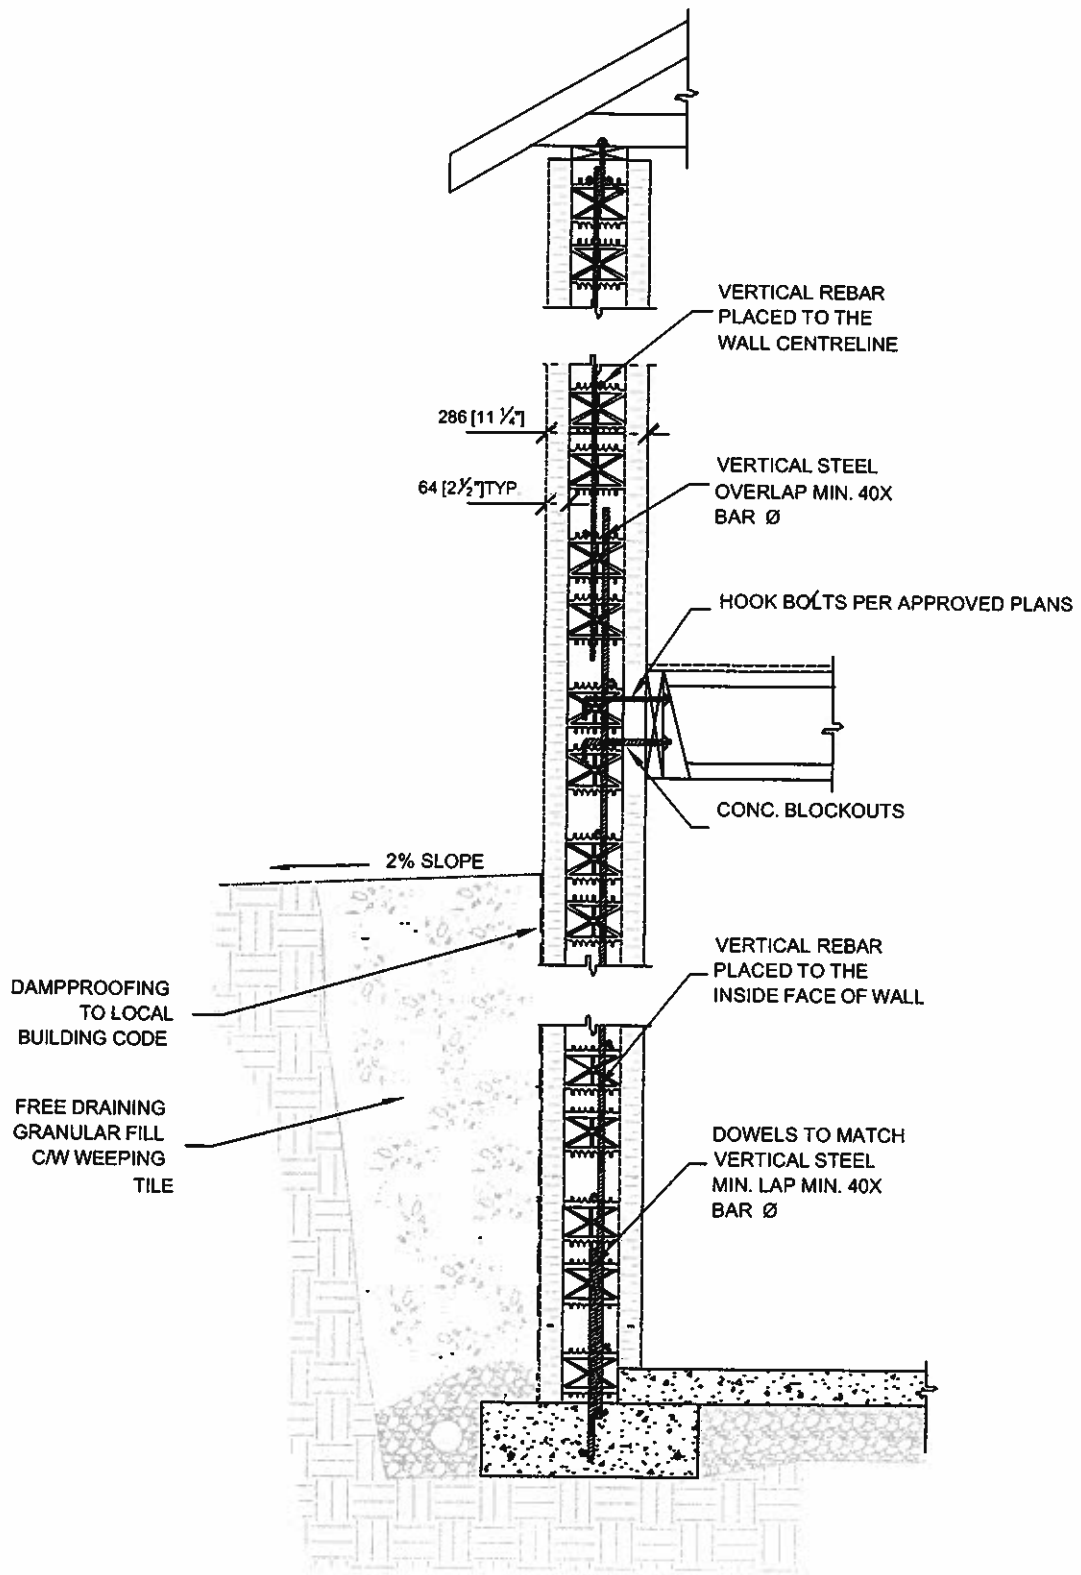 VERTICAL REBAR
PLACED TO THE
WALL CENTRELINE
286 [11 1/4"]
64 [2 1/2"] TYP.
VERTICAL STEEL
OVERLAP MIN. 40X
BAR Ø
HOOK BOLTS PER APPROVED PLANS
CONC. BLOCKOUTS
2% SLOPE
DAMPPROOFING
TO LOCAL
BUILDING CODE
VERTICAL REBAR
PLACED TO THE
INSIDE FACE OF WALL
FREE DRAINING
GRANULAR FILL
C/W WEEPING
TILE
DOWELS TO MATCH
VERTICAL STEEL
MIN. LAP MIN. 40X
BAR Ø